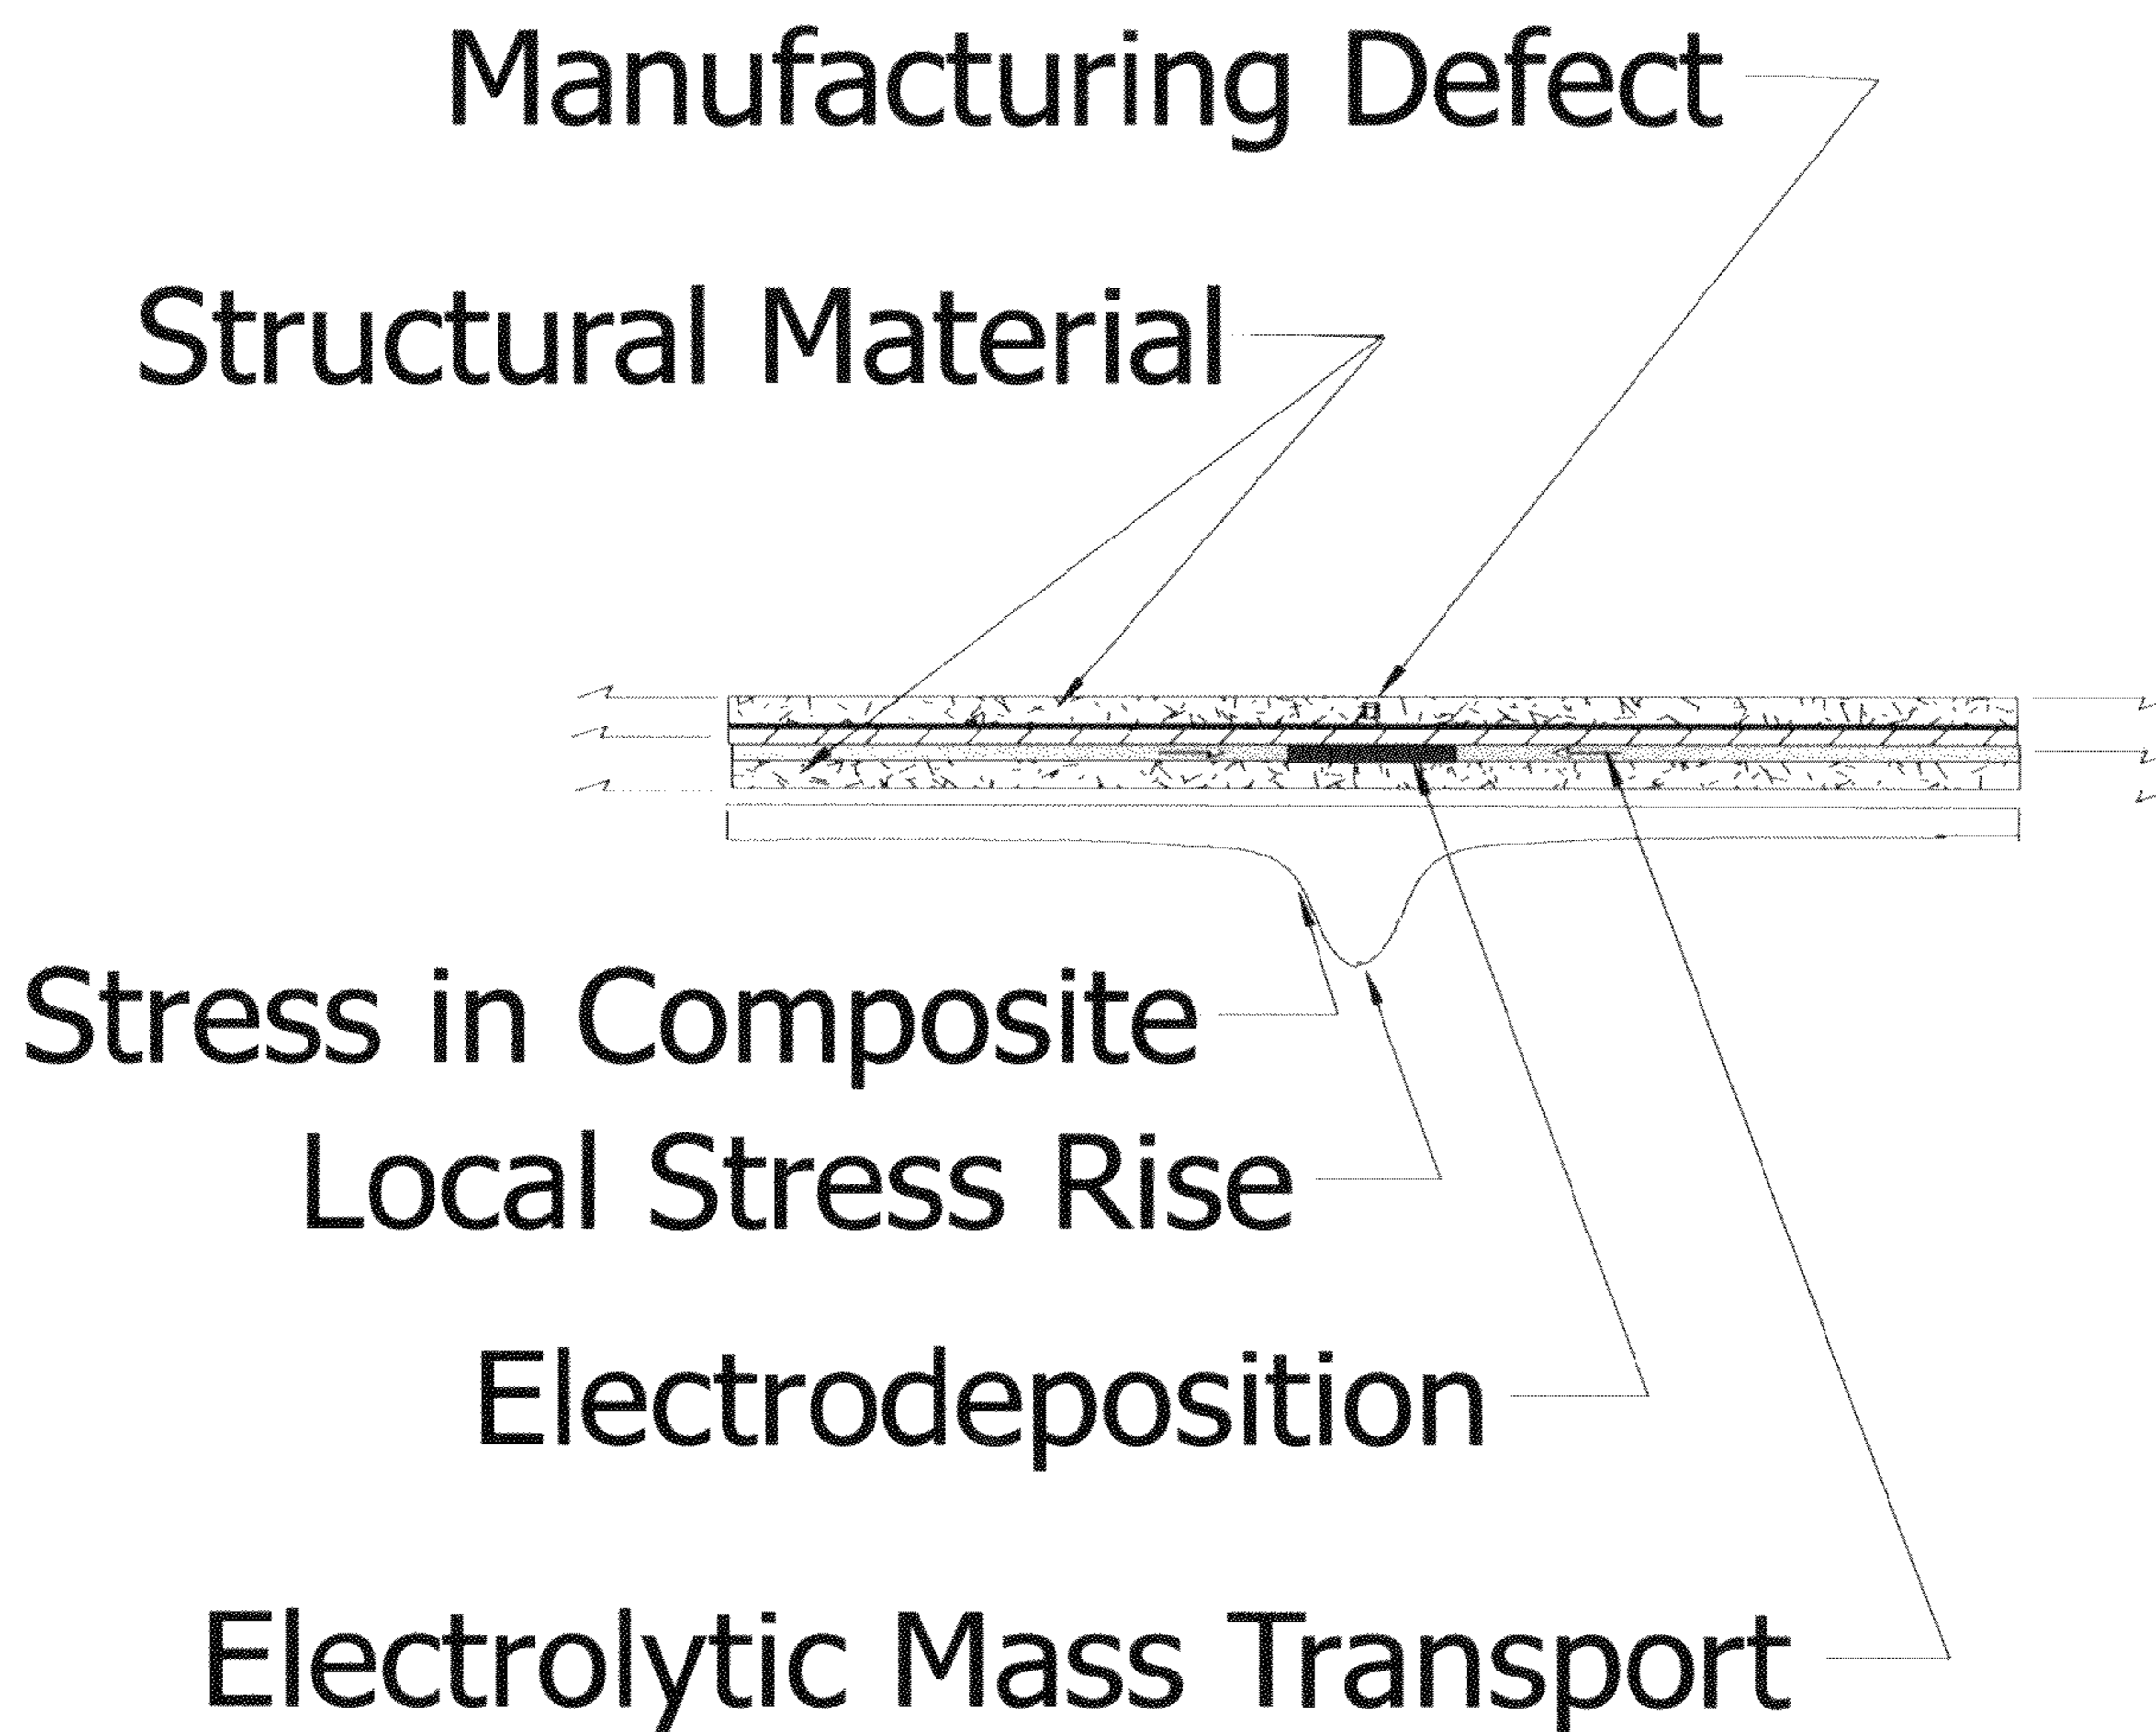 Manufacturing Defect
Structural Material
Stress in Composite
Local Stress Rise
Electrodeposition
Electrolytic Mass Transport